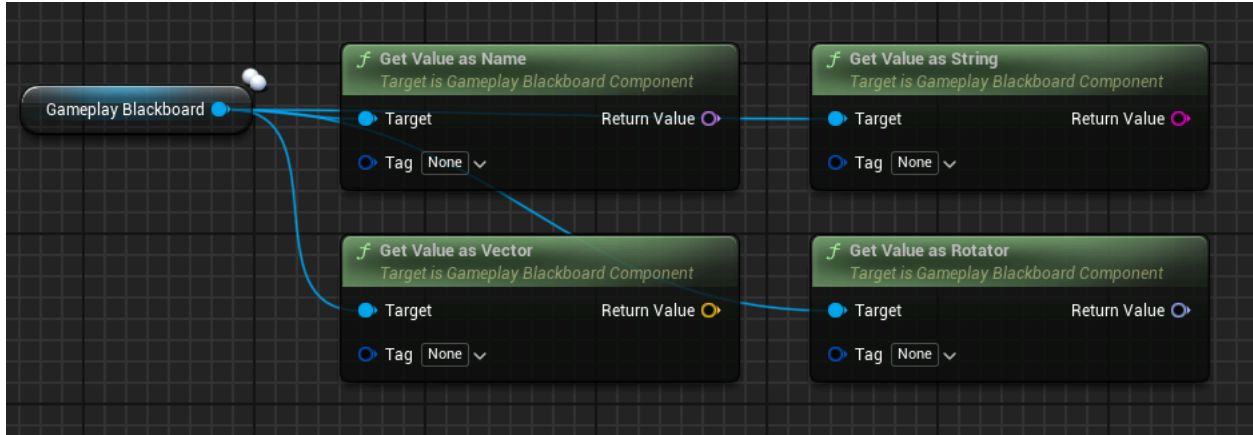 Gameplay Blackboard
f Get Value as Name
Target is Gameplay Blackboard Component
Target Return Value
Tag None
f Get Value as String
Target is Gameplay Blackboard Component
Target Return Value
Tag None
f Get Value as Vector
Target is Gameplay Blackboard Component
Target Return Value
Tag None
f Get Value as Rotator
Target is Gameplay Blackboard Component
Target Return Value
Tag None